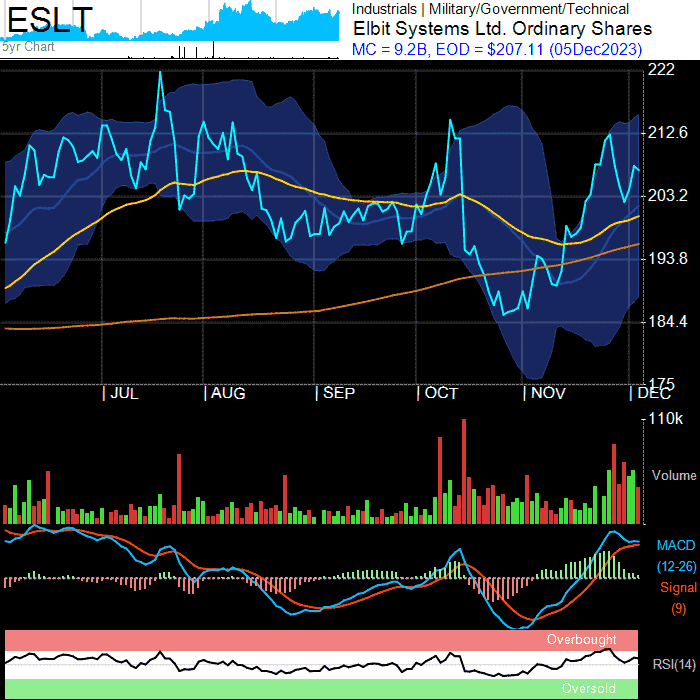 ESLT
5yr Chart
Industrials | Military/Government/Technical
Elbit Systems Ltd. Ordinary Shares
MC = 9.2B, EOD = $207.11 (05Dec2023)
222
212.6
203.2
193.8
184.4
175
| JUL | AUG | SEP | OCT | NOV | DEC
110k
Volume
MACD
(12-26)
Signal
(9)
Overbought
RSI(14)
Oversold